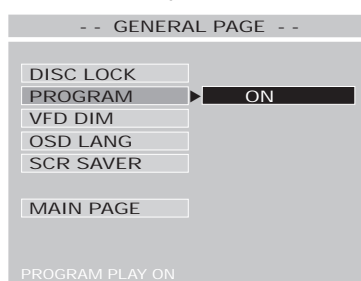 - - GENERAL PAGE - -
DISC LOCK
PROGRAM ON
VFD DIM
OSD LANG
SCR SAVER
MAIN PAGE
PROGRAM PLAY ON